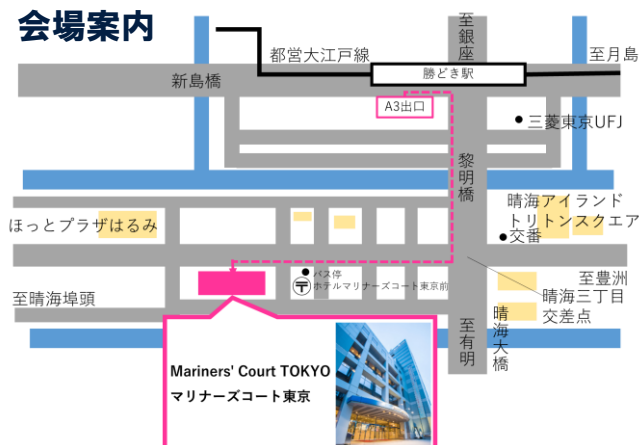 会場案内
至銀座
都営大江戸線
至月島
勝どき駅
新島橋
A3出口
三菱東京UFJ
黎明橋
晴海アイランド
トリトンスクエア
ほっとプラザはるみ
交番
バス停
ホテルマリナーズコート東京前
至豊洲
至晴海埠頭
晴海三丁目
交差点
晴海大橋
至有明
Mariners' Court TOKYO
マリナーズコート東京